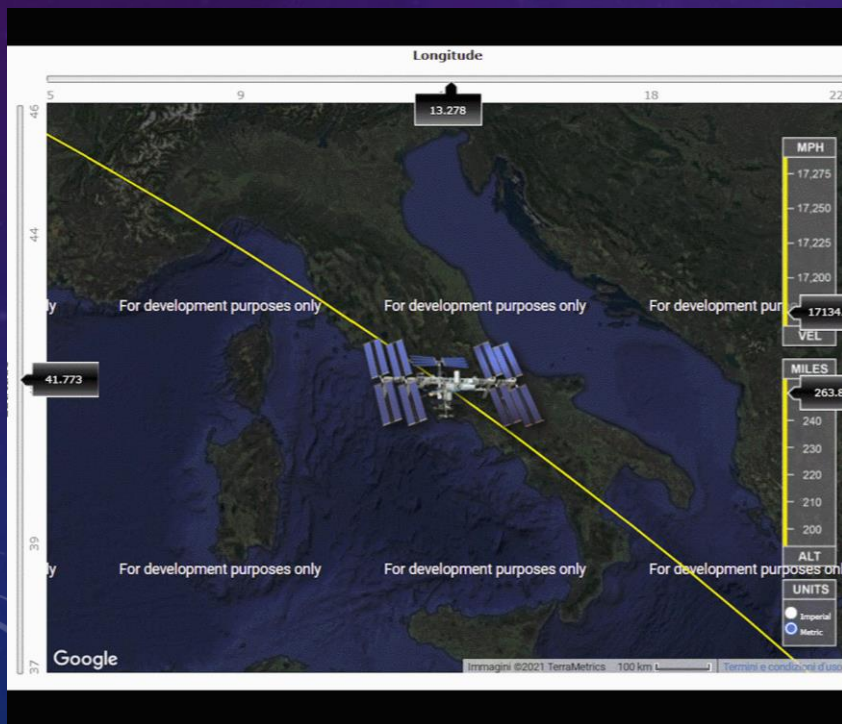 Longitude
5 9 18 22
13.278
46
44
41.773
39
37
MPH
17,275
17,250
17,225
17,200
17134.
VEL
MILES
263.8
240
230
220
210
200
ALT
UNITS
Imperial
Metric
For development purposes only
For development purposes only
For development purp
ly
For development purposes only
For development purposes only
For development purposes onl
Google
Immagini ©2021 TerraMetrics 100 km Termini e condizioni d'uso